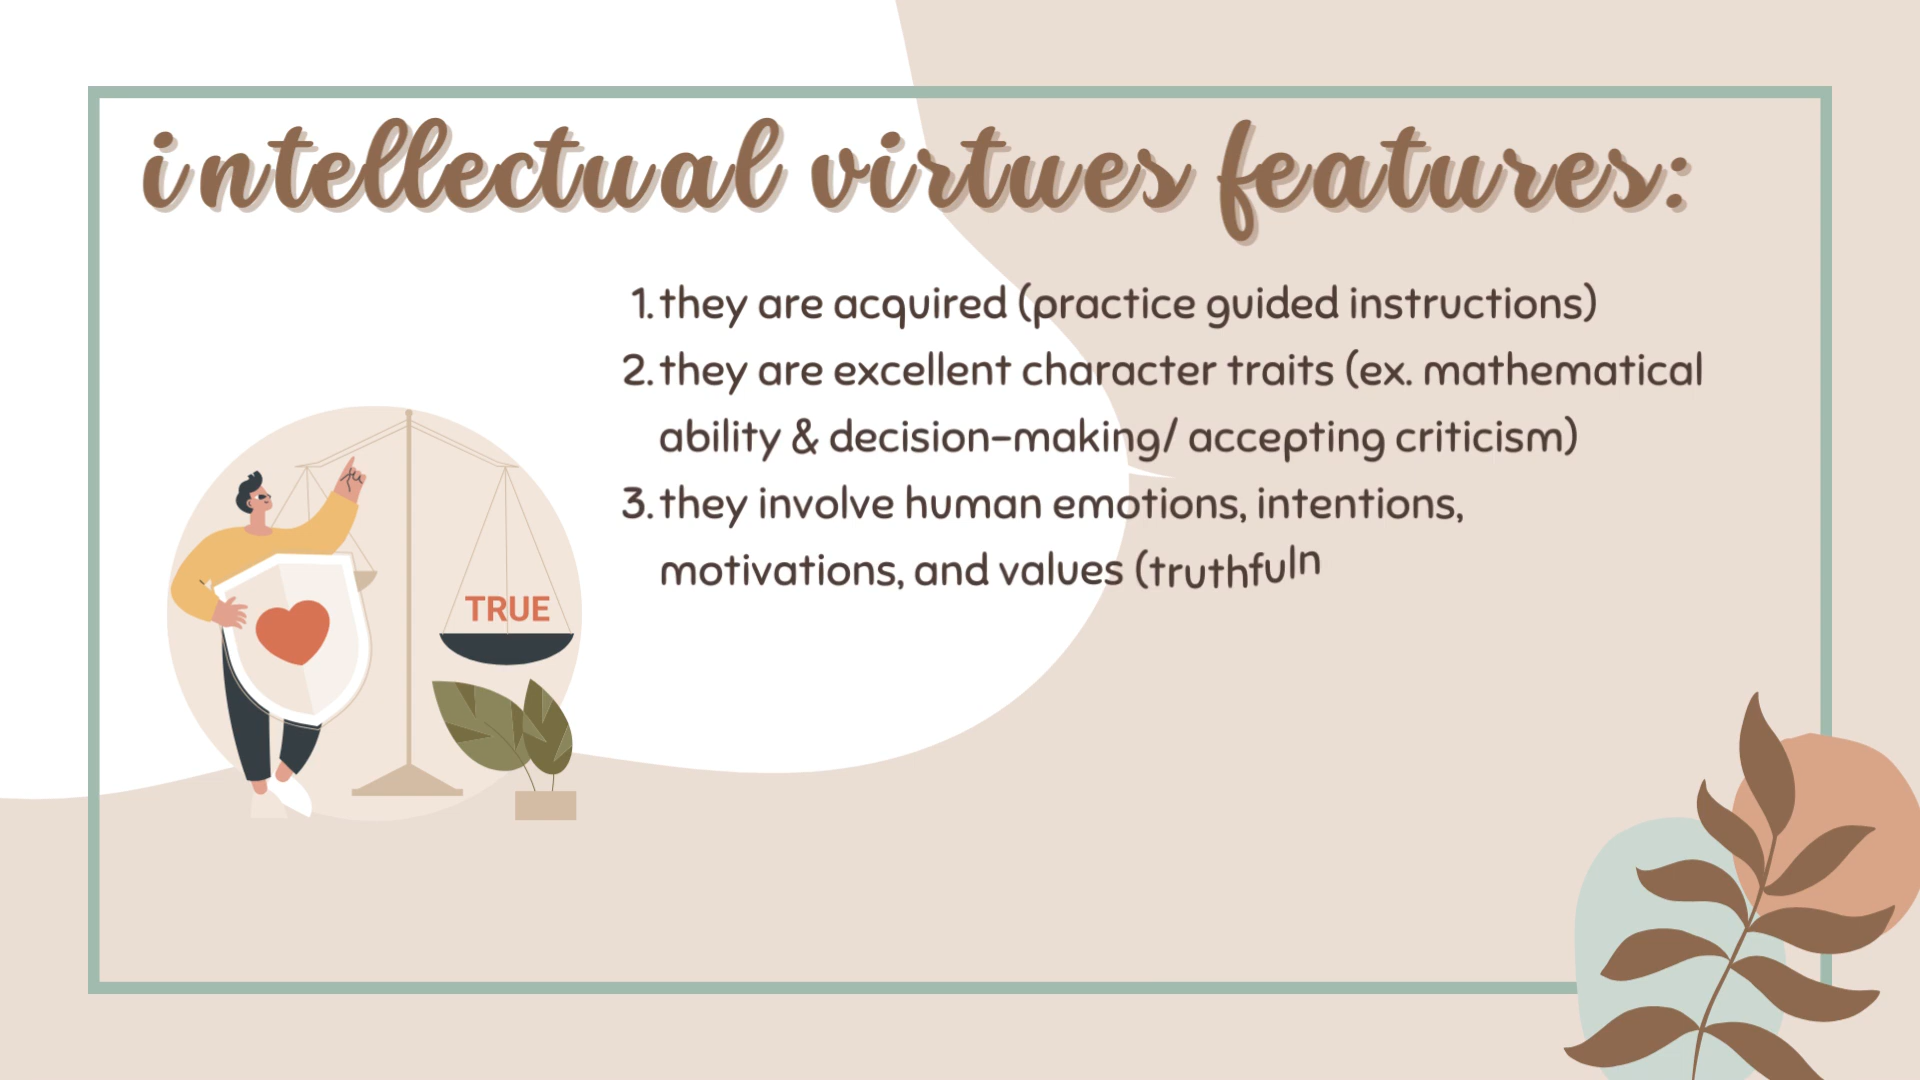 intellectual virtues features:
1. they are acquired (practice guided instructions)
2. they are excellent character traits (ex. mathematical
ability & decision-making/ accepting criticism)
3. they involve human emotions, intentions,
motivations, and values (truthfuln
TRUE